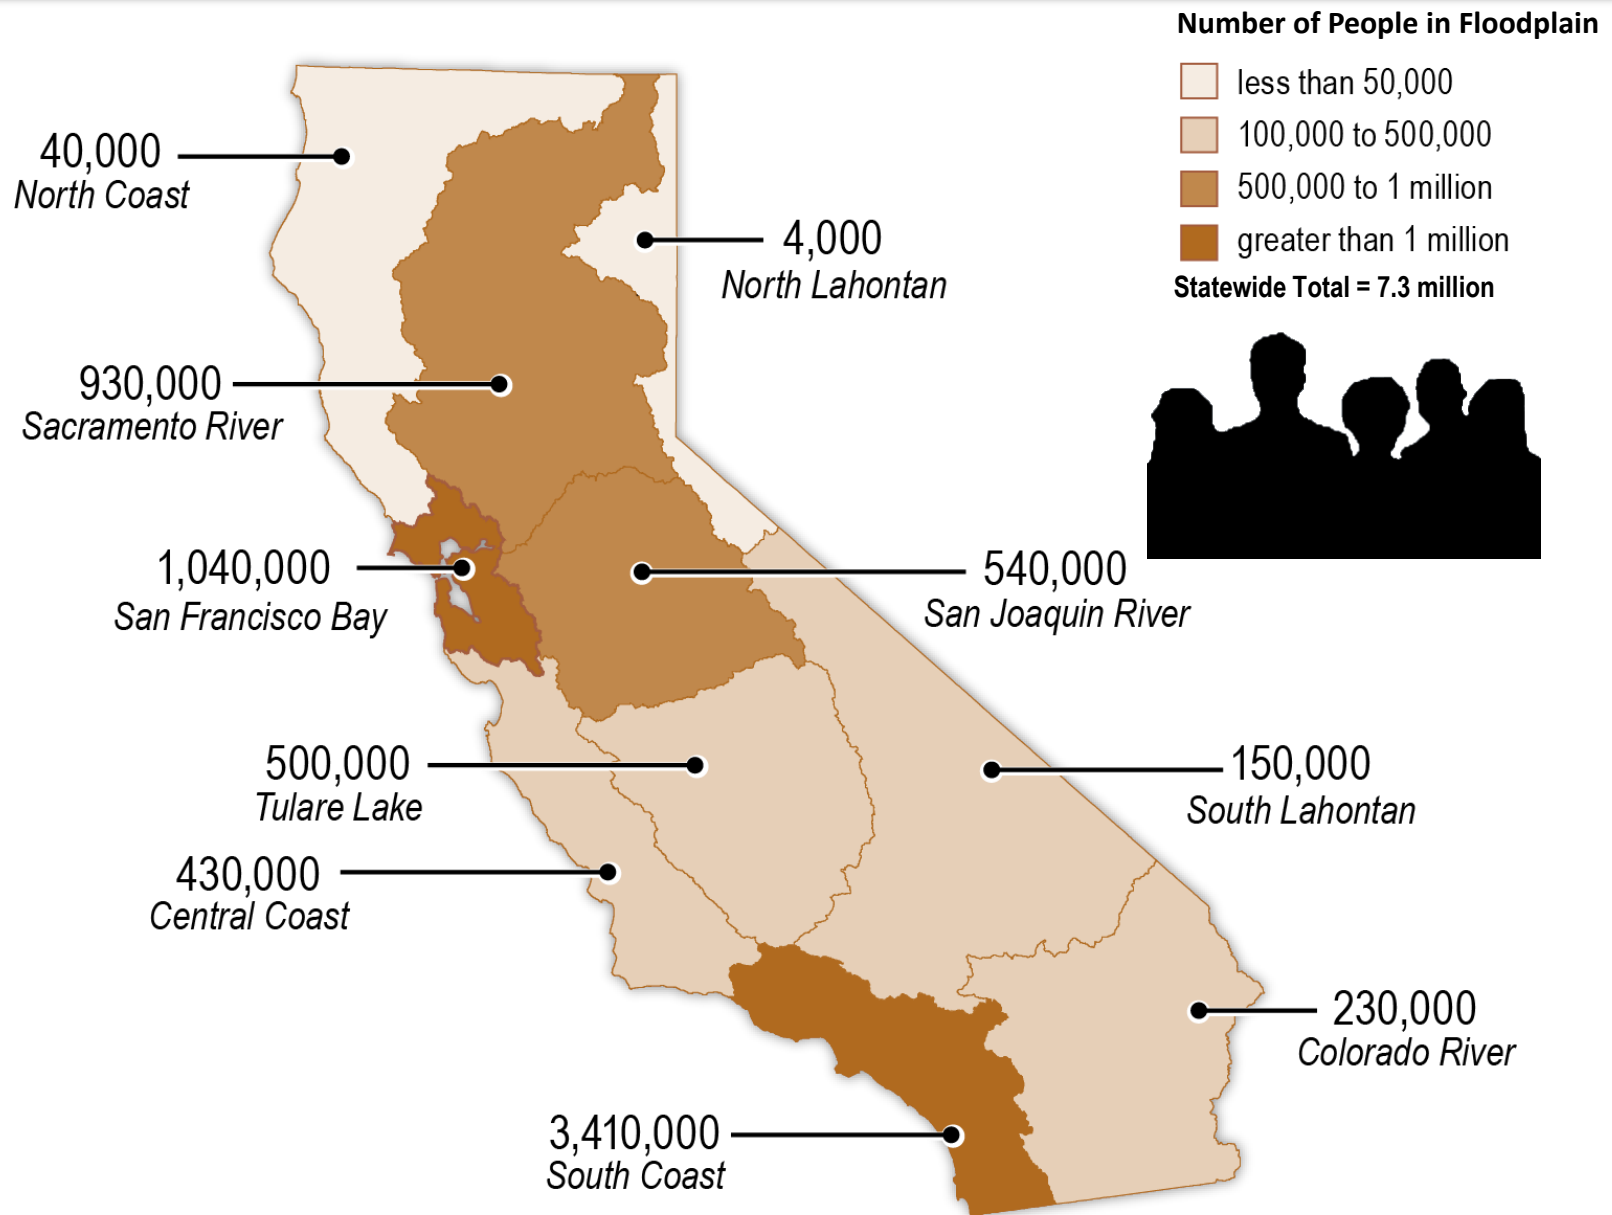 Number of People in Floodplain
less than 50,000
100,000 to 500,000
500,000 to 1 million
greater than 1 million
Statewide Total = 7.3 million
40,000
North Coast
4,000
North Lahontan
930,000
Sacramento River
1,040,000
San Francisco Bay
540,000
San Joaquin River
500,000
Tulare Lake
150,000
South Lahontan
430,000
Central Coast
230,000
Colorado River
3,410,000
South Coast